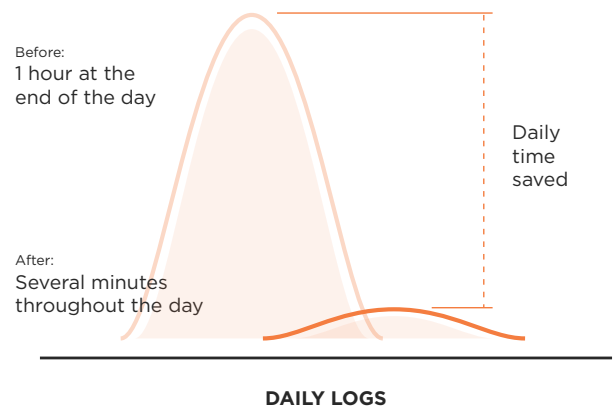 Before:
1 hour at the
end of the day
Daily
time
saved
After:
Several minutes
throughout the day
DAILY LOGS